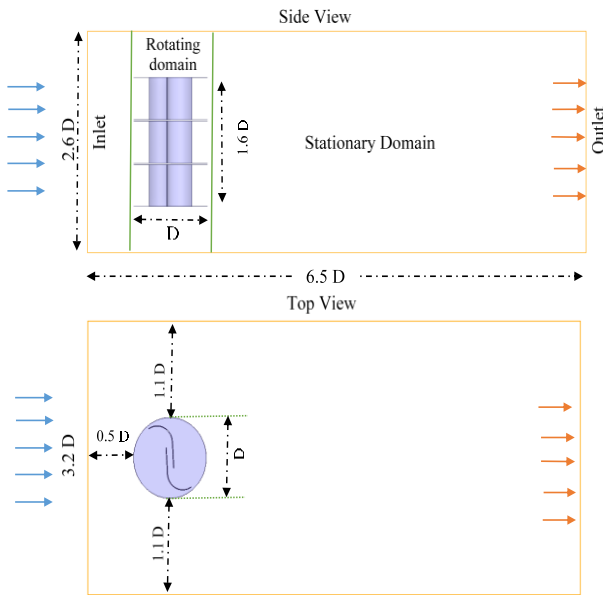 Side View
Rotating
domain
2.6 D
Inlet
1.6 D
Stationary Domain
Outlet
D
6.5 D
Top View
1.1 D
0.5 D
3.2 D
D
1.1 D